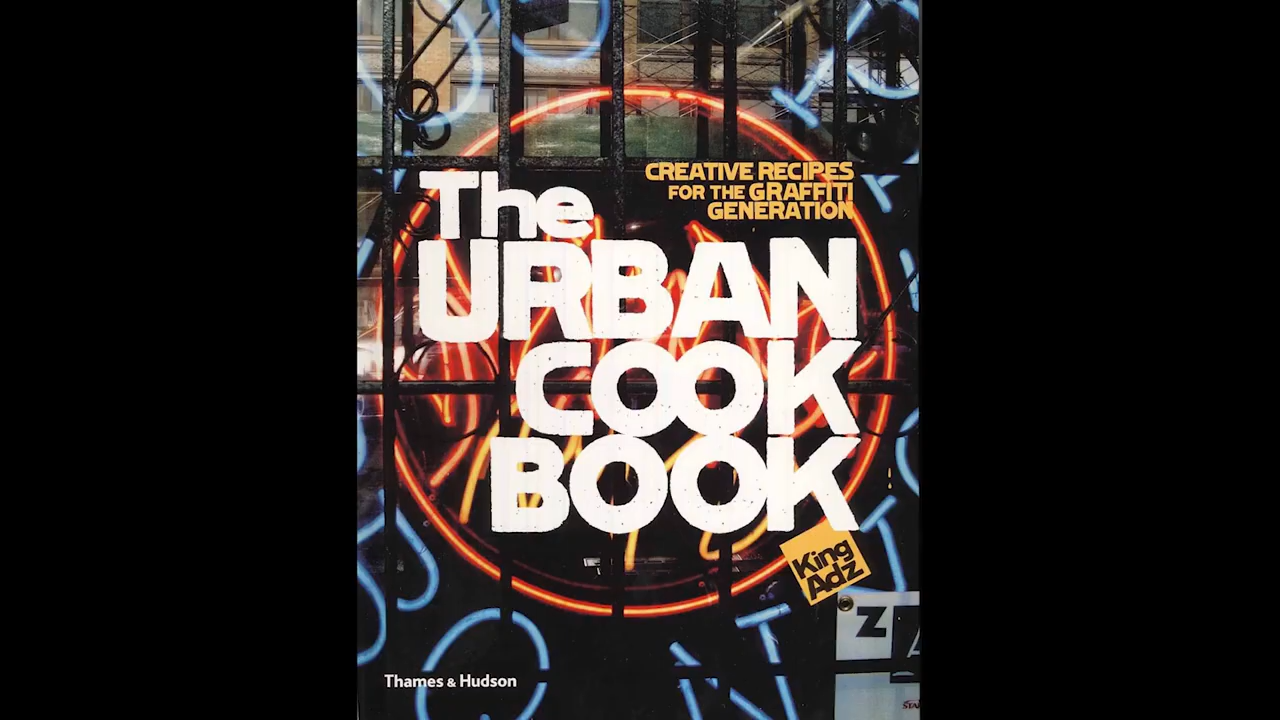 CREATIVE RECIPES
FOR THE GRAFFITI
GENERATION
The
URBAN
COOK
BOOK
King
Adz
Z
Thames & Hudson